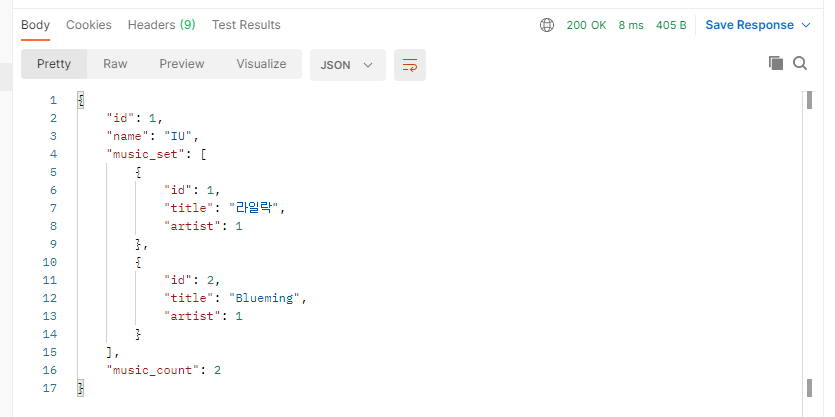 Body Cookies Headers (9) Test Results 200 OK 8 ms 405 B Save Response
Pretty Raw Preview Visualize JSON
1 {
2 "id": 1,
3 "name": "IU",
4 "music_set": [
5 {
6 "id": 1,
7 "title": "라일락",
8 "artist": 1
9 },
10 {
11 "id": 2,
12 "title": "Blueming",
13 "artist": 1
14 }
15 ],
16 "music_count": 2
17 }